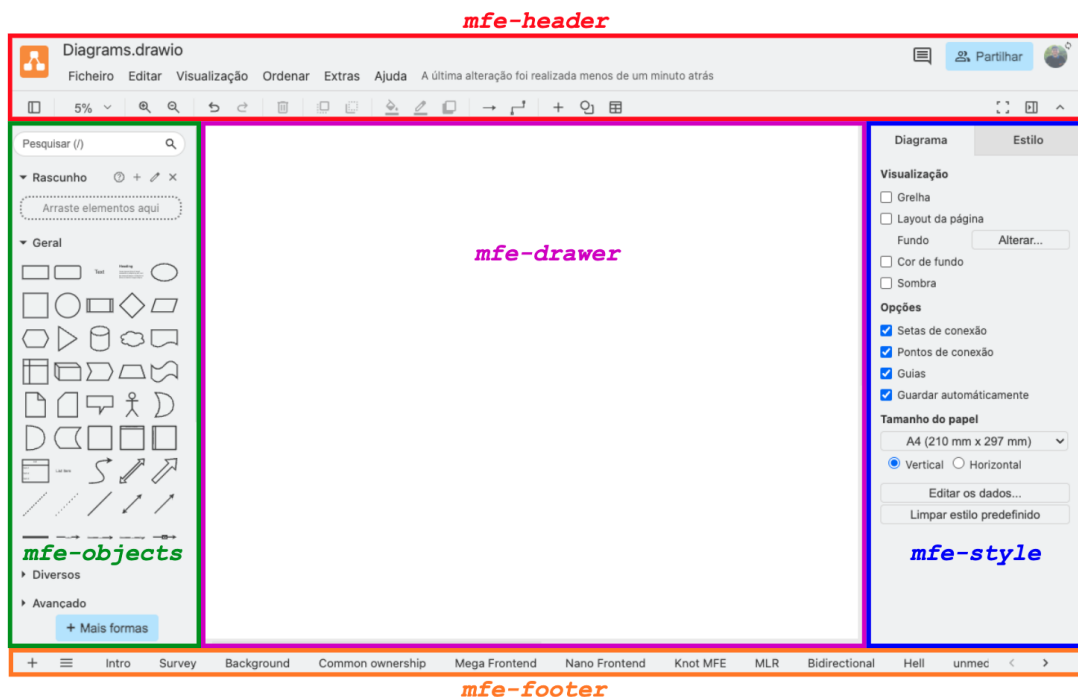 mfe-header
Diagrams.drawio
Partilhar
Ficheiro Editar Visualização Ordenar Extras Ajuda A última alteração foi realizada menos de um minuto atrás
5%
Pesquisar (/)
Rascunho
Arraste elementos aqui
Geral
Text
Heading
List Item
mfe-objects
Diversos
Avançado
+ Mais formas
mfe-drawer
Diagrama Estilo
Visualização
Grelha
Layout da página
Fundo Alterar...
Cor de fundo
Sombra
Opções
Setas de conexão
Pontos de conexão
Guias
Guardar automáticamente
Tamanho do papel
A4 (210 mm x 297 mm)
Vertical Horizontal
Editar os dados...
Limpar estilo predefinido
mfe-style
Intro Survey Background Common ownership Mega Frontend Nano Frontend Knot MFE MLR Bidirectional Hell unmec
mfe-footer